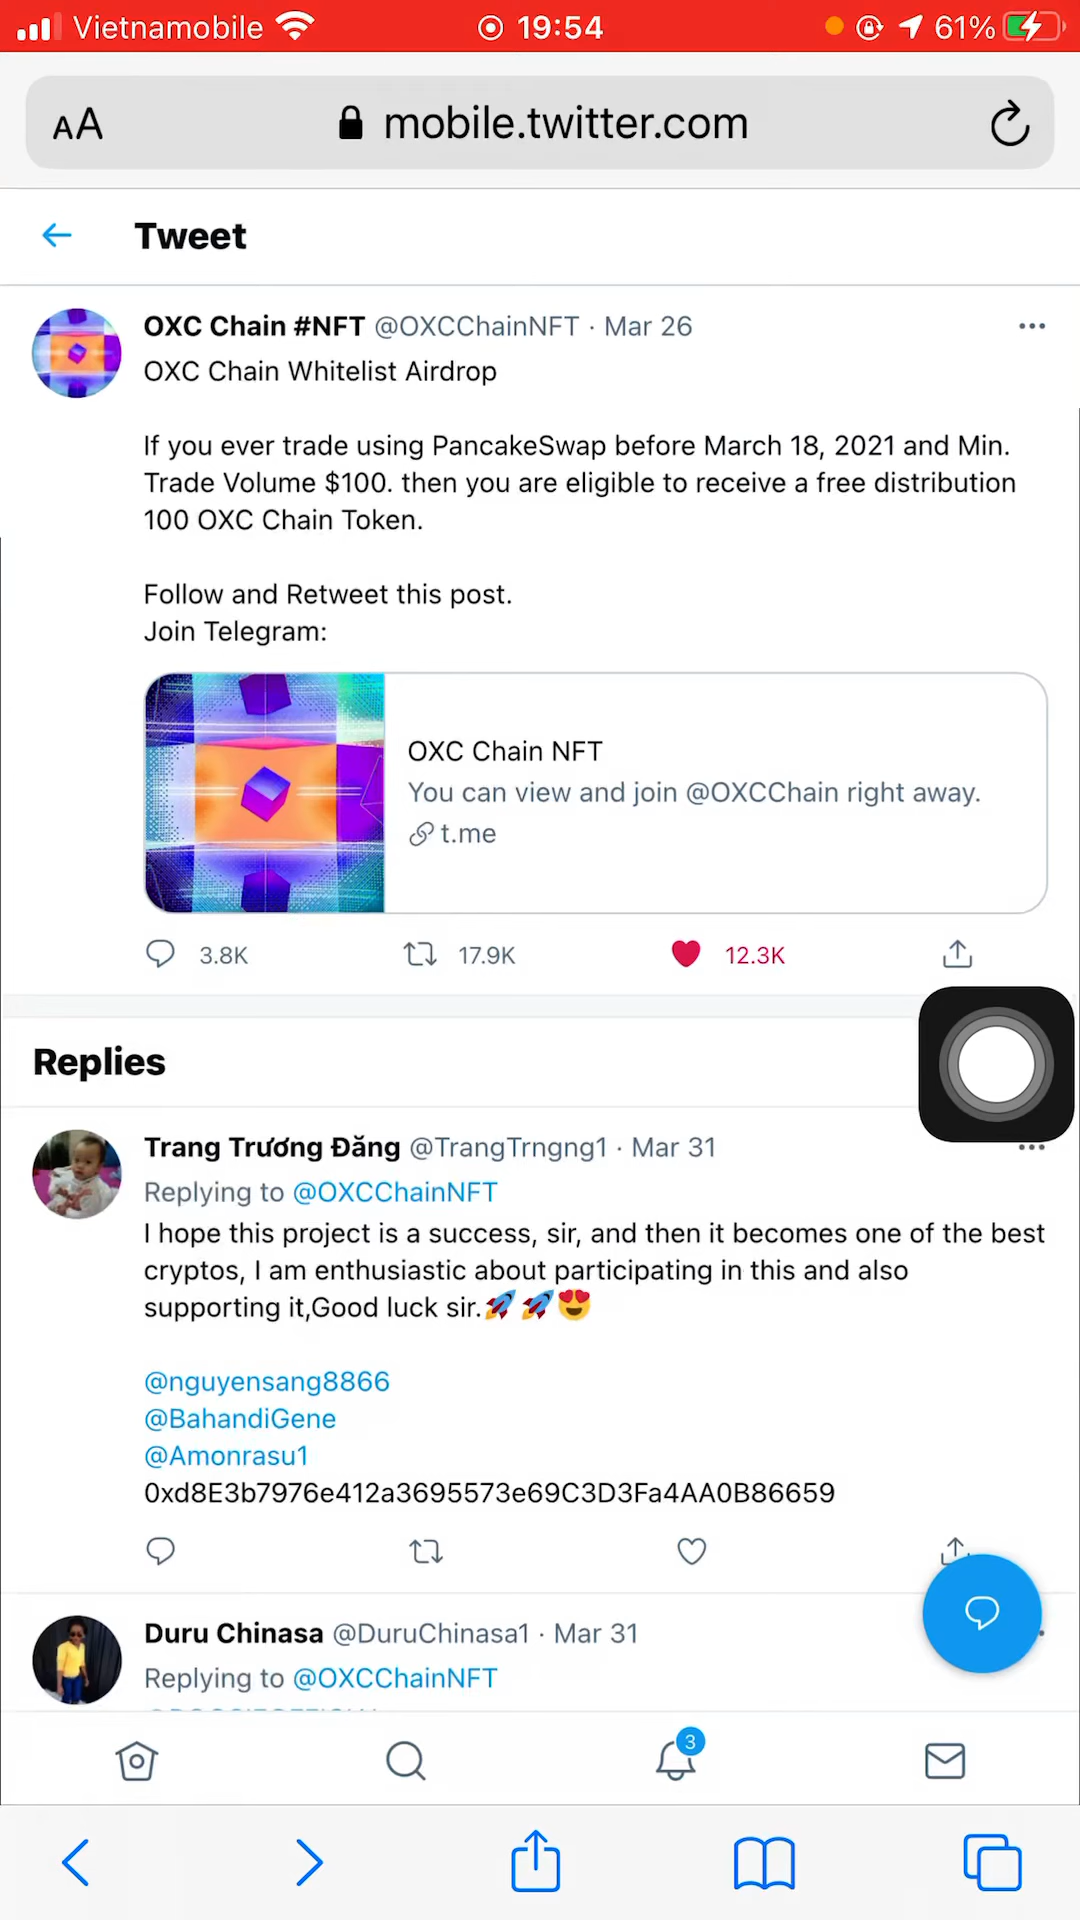 Vietnamobile 19:54 61%
AA mobile.twitter.com
Tweet
OXC Chain #NFT @OXCChainNFT · Mar 26
OXC Chain Whitelist Airdrop
If you ever trade using PancakeSwap before March 18, 2021 and Min.
Trade Volume $100. then you are eligible to receive a free distribution
100 OXC Chain Token.
Follow and Retweet this post.
Join Telegram:
OXC Chain NFT
You can view and join @OXCChain right away.
t.me
3.8K 17.9K 12.3K
Replies
Trang Trương Đăng @TrangTrngng1 · Mar 31
Replying to @OXCChainNFT
I hope this project is a success, sir, and then it becomes one of the best
cryptos, I am enthusiastic about participating in this and also
supporting it,Good luck sir.🚀🚀😍
@nguyensang8866
@BahandiGene
@Amonrasu1
0xd8E3b7976e412a3695573e69C3D3Fa4AA0B86659
Duru Chinasa @DuruChinasa1 · Mar 31
Replying to @OXCChainNFT
3